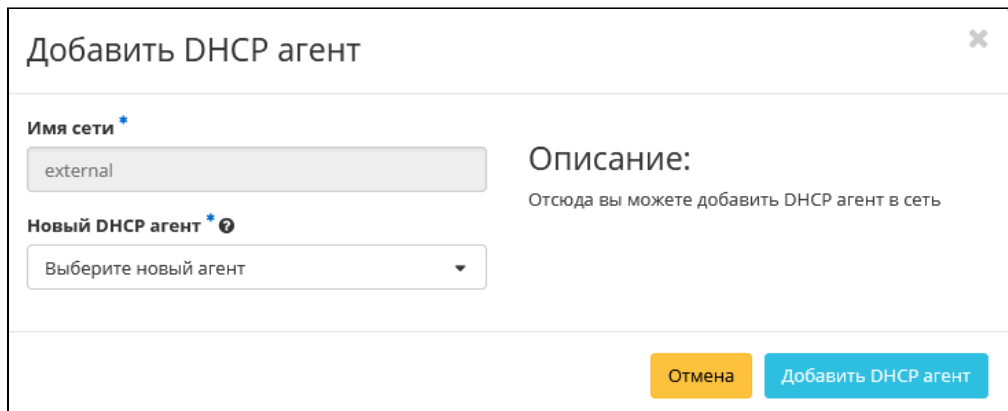 Добавить DHCP агент
Имя сети *
external
Новый DHCP агент *
Выберите новый агент
Описание:
Отсюда вы можете добавить DHCP агент в сеть
Отмена
Добавить DHCP агент